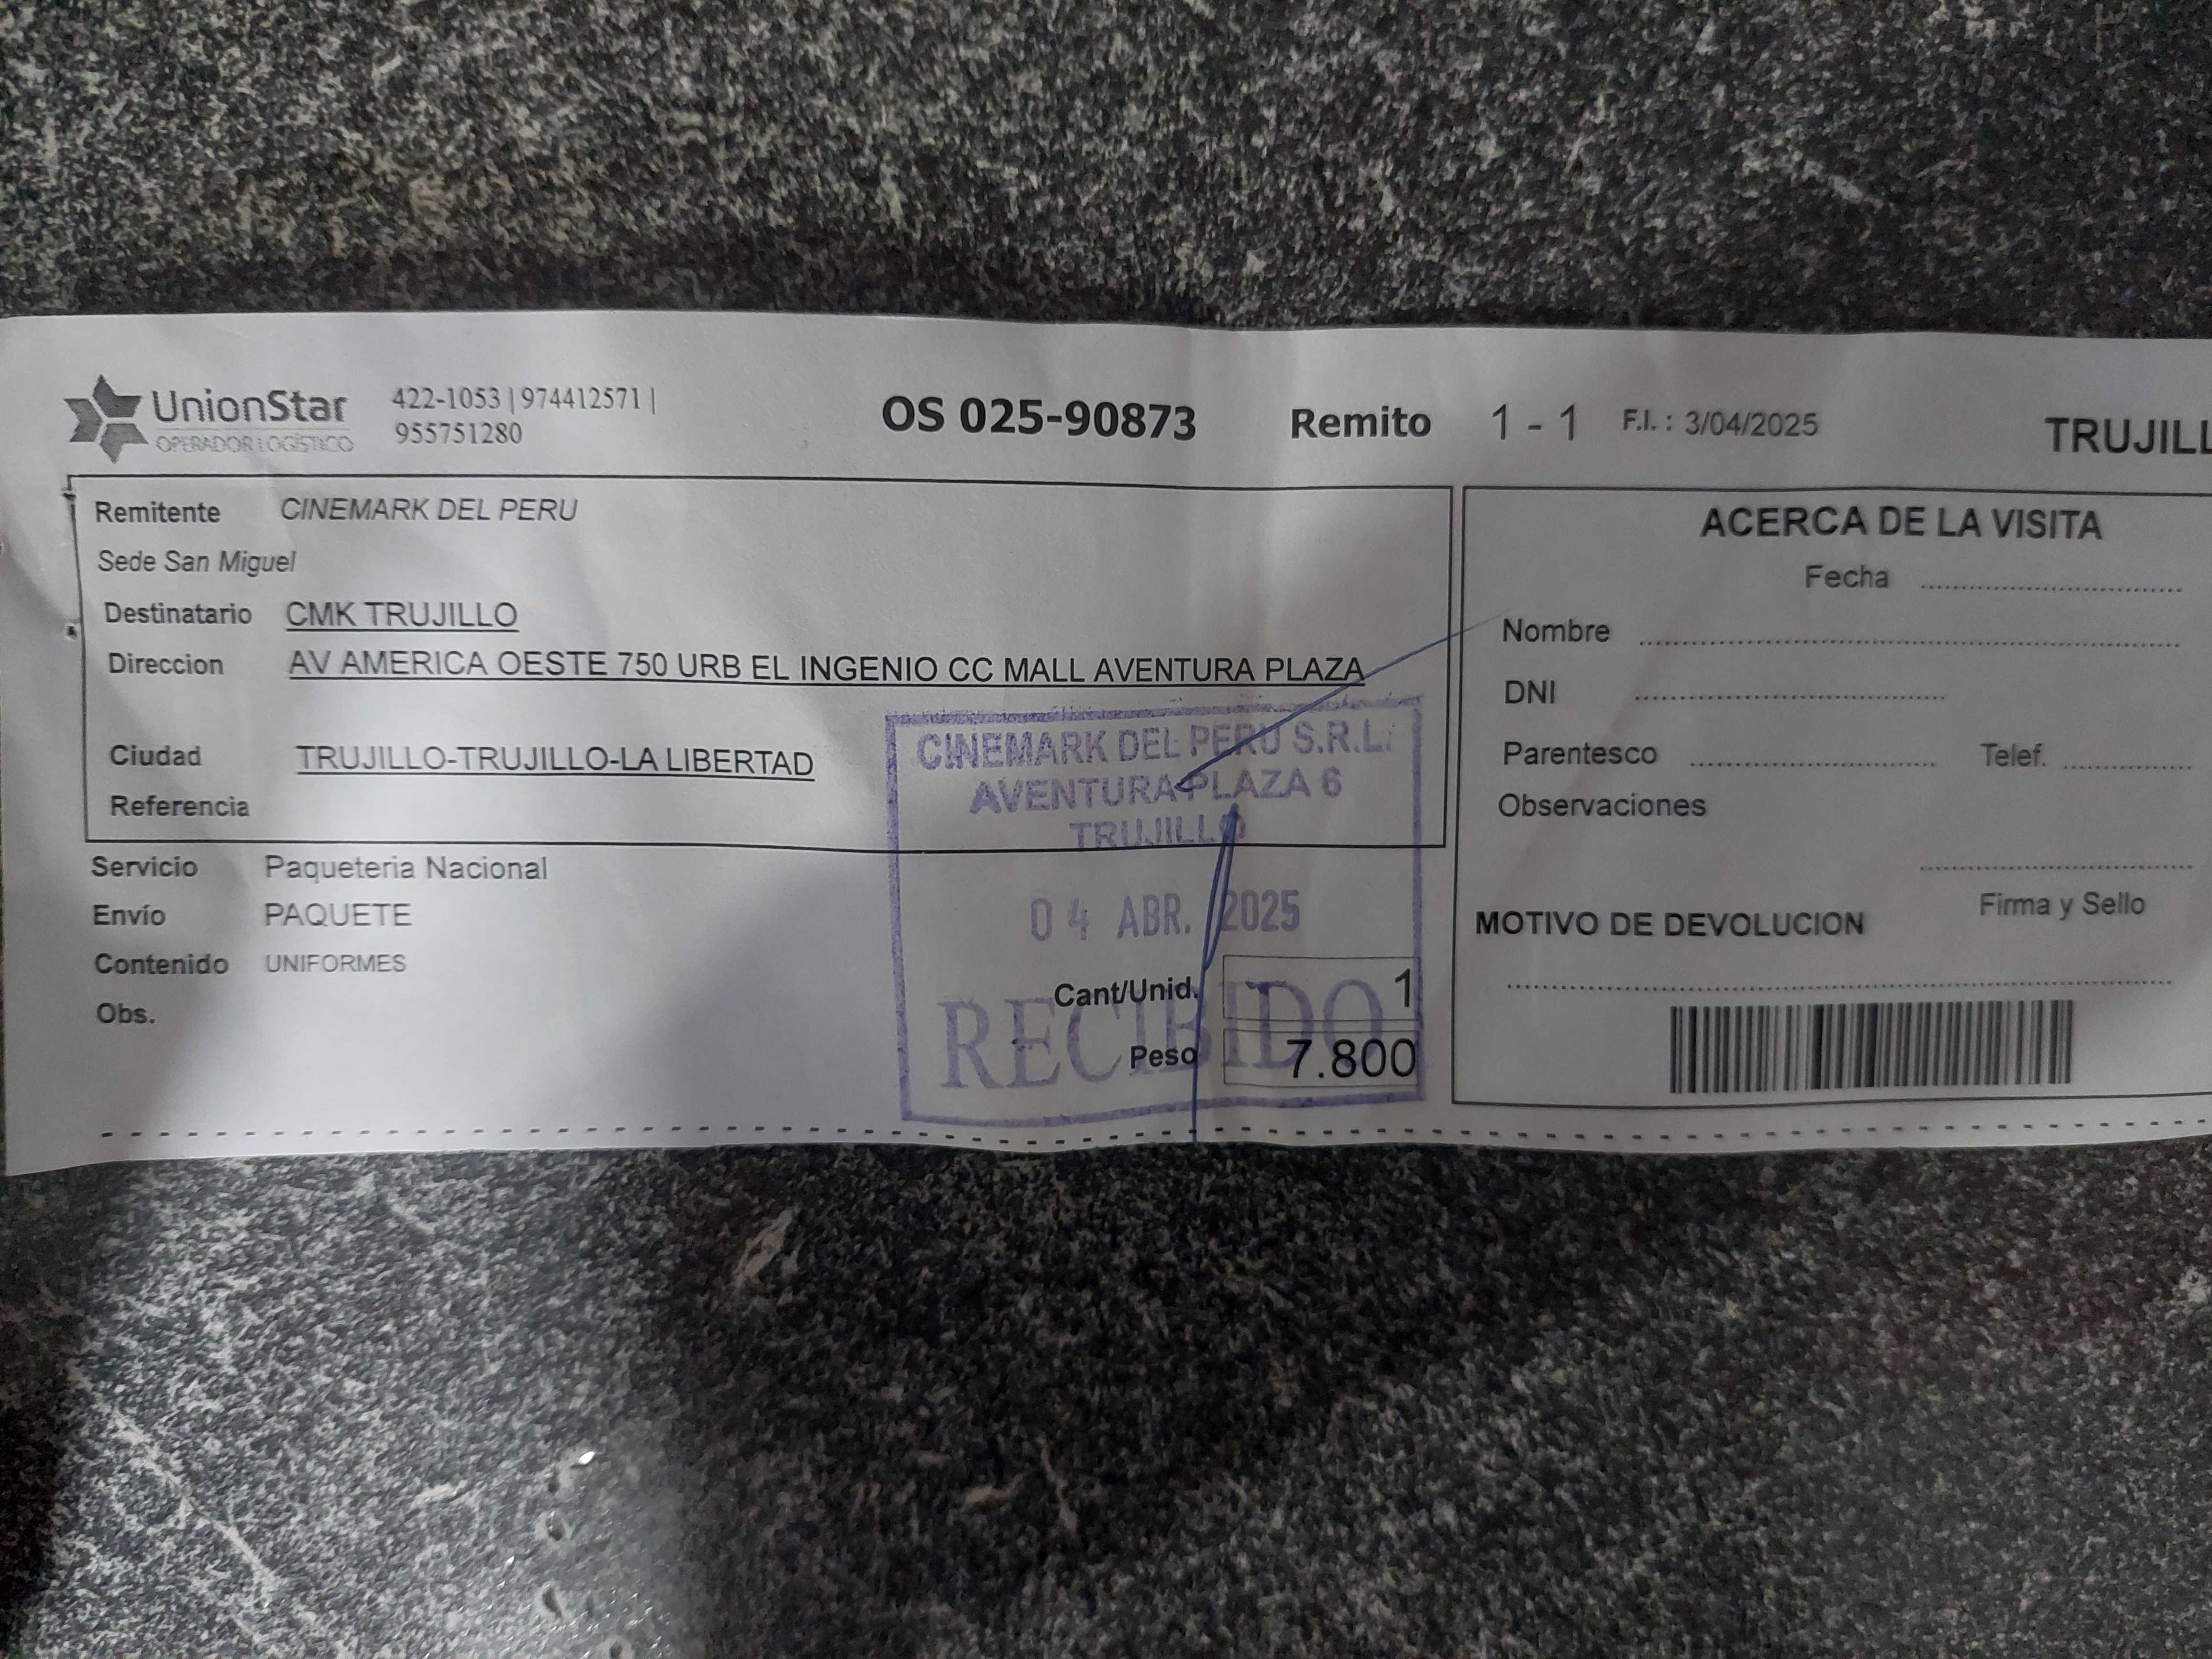 UnionStar
OPERADOR LOGÍSTICO
422-1053 | 974412571 |
955751280
OS 025-90873 Remito 1 - 1 F.I. : 3/04/2025 TRUJILL
Remitente CINEMARK DEL PERU
Sede San Miguel
Destinatario CMK TRUJILLO
Direccion AV AMERICA OESTE 750 URB EL INGENIO CC MALL AVENTURA PLAZA
Ciudad TRUJILLO-TRUJILLO-LA LIBERTAD
Referencia
Servicio Paqueteria Nacional
Envío PAQUETE
Contenido UNIFORMES
Obs.
CINEMARK DEL PERU S.R.L.
AVENTURA PLAZA 6
TRUJILLO
04 ABR. 2025
RECIBIDO
Cant/Unid. 1
Peso 7.800
ACERCA DE LA VISITA
Fecha
Nombre
DNI
Parentesco Telef.
Observaciones
Firma y Sello
MOTIVO DE DEVOLUCION